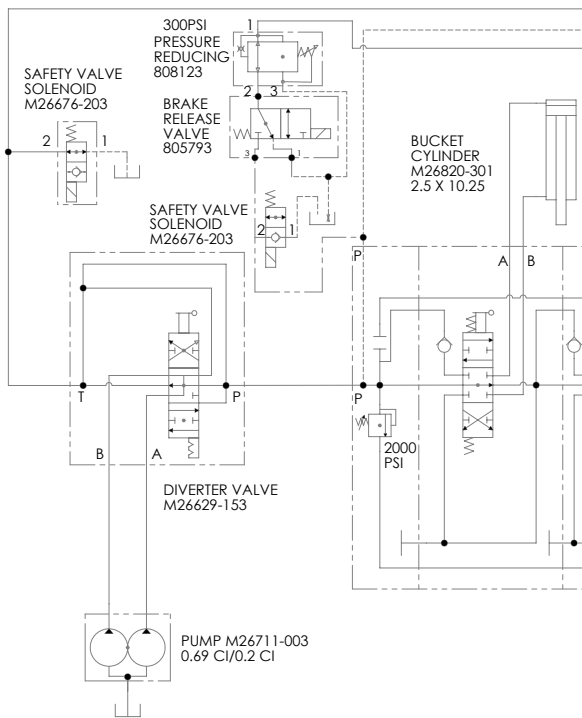 300PSI
PRESSURE
REDUCING
808123
1
2
3
SAFETY VALVE
SOLENOID
M26676-203
2
1
BRAKE
RELEASE
VALVE
805793
3
1
BUCKET
CYLINDER
M26820-301
2.5 X 10.25
SAFETY VALVE
SOLENOID
M26676-203
2
1
P
A
B
T
P
P
B
A
2000
PSI
DIVERTER VALVE
M26629-153
PUMP M26711-003
0.69 CI/0.2 CI